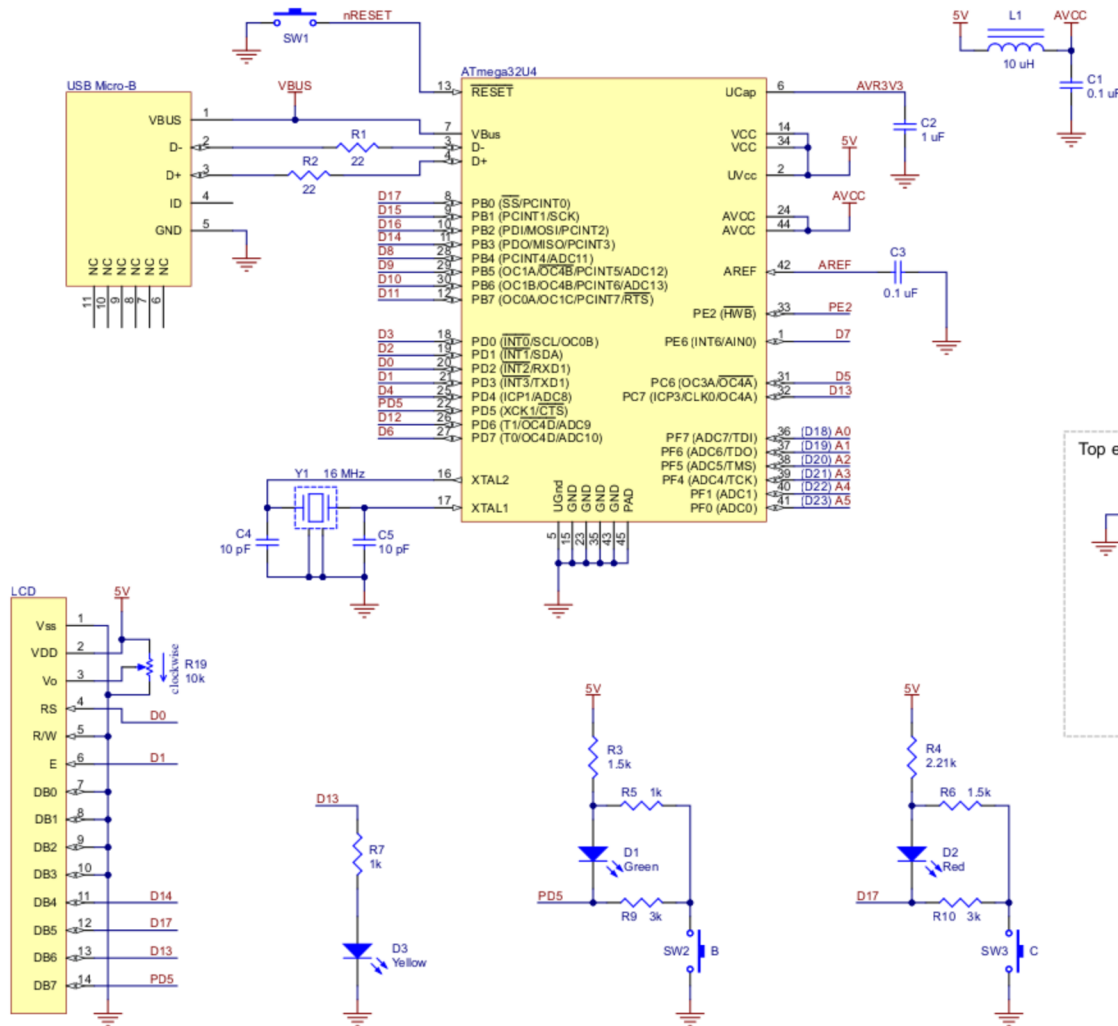 nRESET
SW1
5V
L1
AVCC
10 uH
C1
0.1 uF
USB Micro-B
VBUS
VBUS 1
D- 2
D+ 3
ID 4
GND 5
NC NC NC NC NC NC
11 10 9 8 7 6
R1
22
R2
22
ATmega32U4
13 RESET
7 VBus
3 D-
4 D+
D17 8 PB0 (SS/PCINT0)
D15 9 PB1 (PCINT1/SCK)
D16 10 PB2 (PDI/MOSI/PCINT2)
D14 11 PB3 (PDO/MISO/PCINT3)
D8 28 PB4 (PCINT4/ADC11)
D9 29 PB5 (OC1A/OC4B/PCINT5/ADC12)
D10 30 PB6 (OC1B/OC4B/PCINT6/ADC13)
D11 12 PB7 (OC0A/OC1C/PCINT7/RTS)
D3 18 PD0 (INT0/SCL/OC0B)
D2 19 PD1 (INT1/SDA)
D0 20 PD2 (INT2/RXD1)
D1 21 PD3 (INT3/TXD1)
D4 25 PD4 (ICP1/ADC8)
PD5 22 PD5 (XCK1/CTS)
D12 26 PD6 (T1/OC4D/ADC9
D6 27 PD7 (T0/OC4D/ADC10)
16 XTAL2
17 XTAL1
UCap 6 AVR3V3
C2
1 uF
VCC 14
VCC 34
5V
UVcc 2
AVCC
AVCC 24
AVCC 44
AREF 42 AREF
C3
0.1 uF
PE2 (HWB) 33 PE2
PE6 (INT6/AIN0) 1 D7
PC6 (OC3A/OC4A) 31 D5
PC7 (ICP3/CLK0/OC4A) 32 D13
PF7 (ADC7/TDI) 36 (D18) A0
PF6 (ADC6/TDO) 37 (D19) A1
PF5 (ADC5/TMS) 38 (D20) A2
PF4 (ADC4/TCK) 39 (D21) A3
PF1 (ADC1) 40 (D22) A4
PF0 (ADC0) 41 (D23) A5
UGnd GND GND GND GND PAD
5 15 23 35 43 45
Y1 16 MHz
C4
10 pF
C5
10 pF
Top e
LCD
5V
Vss 1
VDD 2
Vo 3
RS 4 D0
R/W 5
E 6 D1
DB0 7
DB1 8
DB2 9
DB3 10
DB4 11 D14
DB5 12 D17
DB6 13 D13
DB7 14 PD5
clockwise
R19
10k
D13
R7
1k
D3
Yellow
5V
R3
1.5k
R5 1k
D1
Green
PD5
R9 3k
SW2 B
5V
R4
2.21k
R6 1.5k
D2
Red
D17
R10 3k
SW3 C